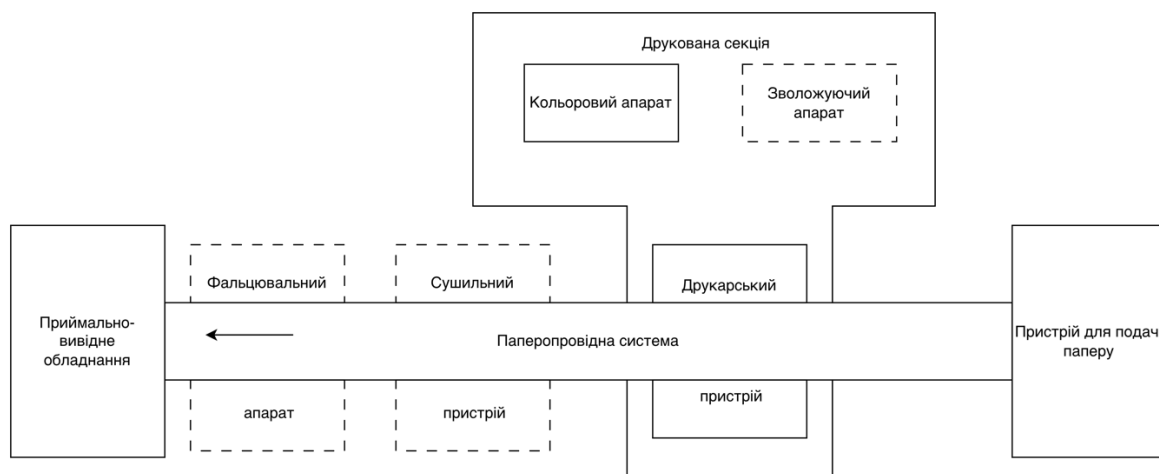 Друкована секція
Кольоровий апарат
Зволожуючий
апарат
Фальцювальний
Сушильний
Друкарський
Приймально-
вивідне
обладнання
Паперопровідна система
Пристрій для подачі
паперу
апарат
пристрій
пристрій